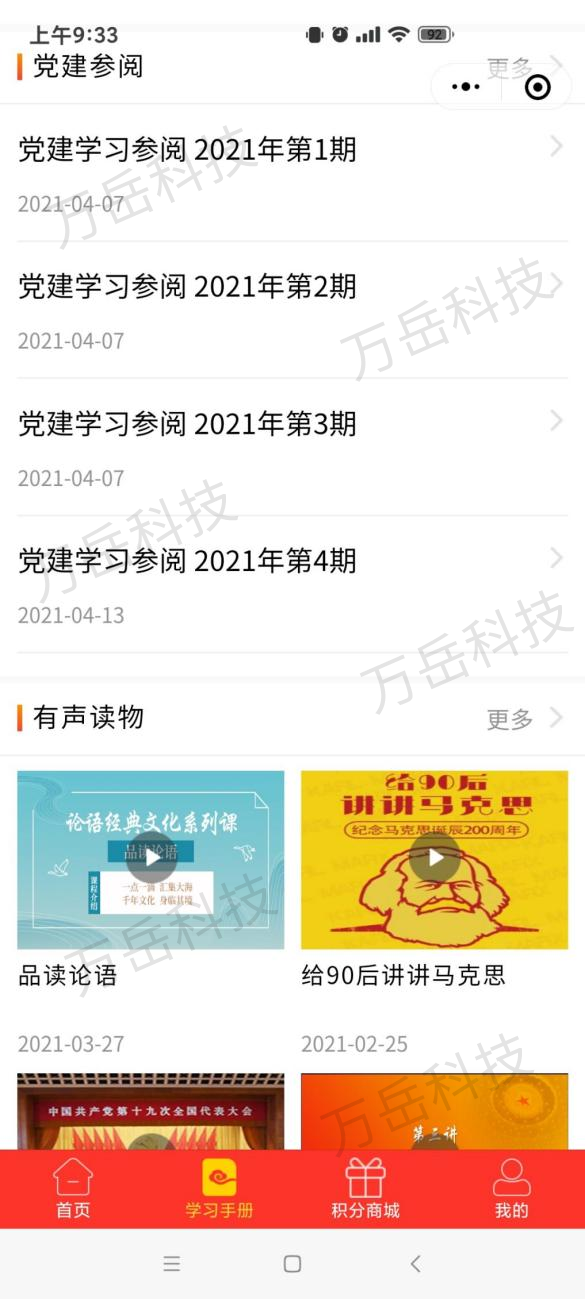 上午9:33
92
党建参阅
更多
党建学习参阅 2021年第1期
2021-04-07
党建学习参阅 2021年第2期
2021-04-07
党建学习参阅 2021年第3期
2021-04-07
党建学习参阅 2021年第4期
2021-04-13
有声读物
更多
论语经典文化系列课
品读论语
课程介绍
一点一滴 汇集大海
千年文化 身临其境
给90后
讲讲马克思
纪念马克思诞辰200周年
品读论语
给90后讲讲马克思
2021-03-27
2021-02-25
中国共产党第十九次全国代表大会
第三讲
首页
学习手册
积分商城
我的
万岳科技
万岳科技
万岳科技
万岳科技
万岳科技
万岳科技